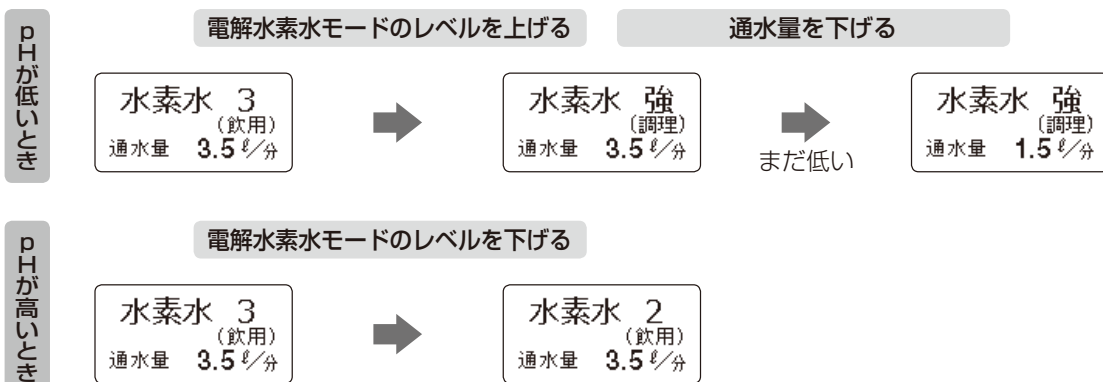 pHが低いとき
電解水素水モードのレベルを上げる
通水量を下げる
水素水 3
(飲用)
通水量 3.5 ℓ/分
水素水 強
(調理)
通水量 3.5 ℓ/分
まだ低い
水素水 強
(調理)
通水量 1.5 ℓ/分
pHが高いとき
電解水素水モードのレベルを下げる
水素水 3
(飲用)
通水量 3.5 ℓ/分
水素水 2
(飲用)
通水量 3.5 ℓ/分